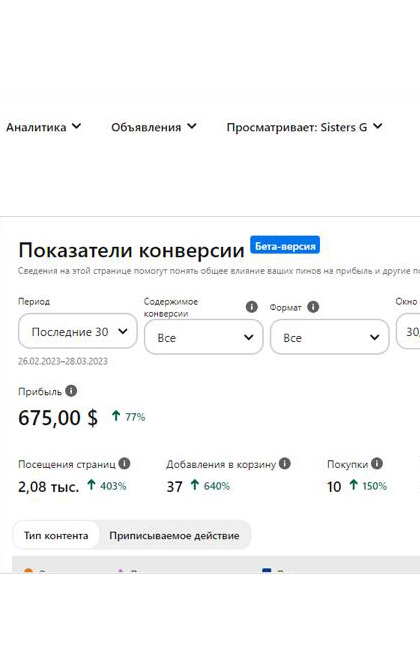 Аналитика Объявления Просматривает: Sisters G
Показатели конверсии Бета-версия
Сведения на этой странице помогут понять общее влияние ваших пинов на прибыль и другие
Период Содержимое конверсии Формат Окно
Последние 30 Все Все 30
26.02.2023–28.03.2023
Прибыль
675,00 $ 77%
Посещения страниц Добавления в корзину Покупки
2,08 тыс. 403% 37 640% 10 150%
Тип контента Приписываемое действие